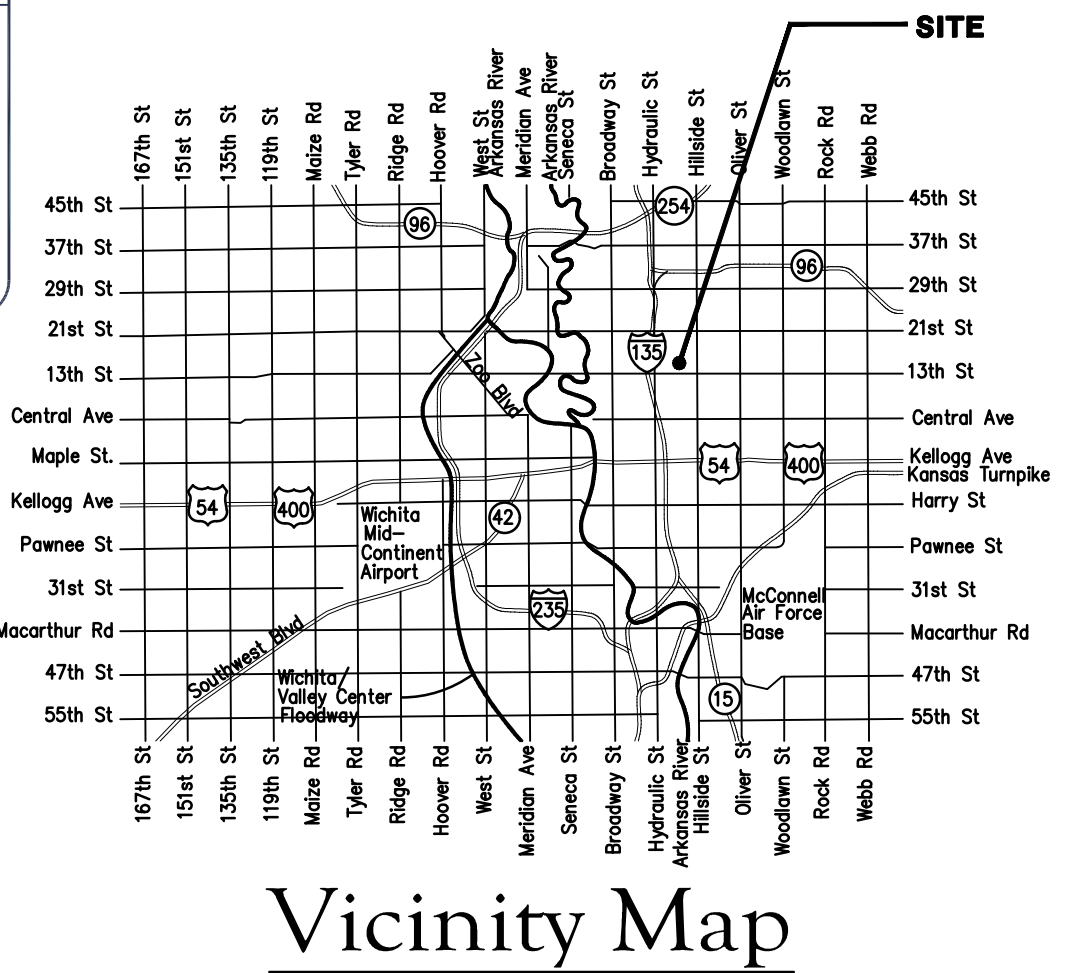 SITE
167th St
151st St
135th St
119th St
Maize Rd
Tyler Rd
Ridge Rd
Hoover Rd
West St
Arkansas River
Meridian Ave
Arkansas River
Seneca St
Broadway St
Hydraulic St
Hillside St
Oliver St
Woodlawn St
Rock Rd
Webb Rd
45th St
254
45th St
96
37th St
37th St
96
29th St
29th St
21st St
21st St
135
13th St
Zoo Blvd
13th St
Central Ave
Central Ave
Maple St.
54
400
Kellogg Ave
Kansas Turnpike
Kellogg Ave
54
400
Harry St
42
Wichita
Mid-
Continent
Airport
Pawnee St
Pawnee St
31st St
31st St
235
McConnell
Air Force
Base
Macarthur Rd
Southwest Blvd
Macarthur Rd
47th St
47th St
Wichita/
Valley Center
Floodway
15
55th St
55th St
167th St
151st St
135th St
119th St
Maize Rd
Tyler Rd
Ridge Rd
Hoover Rd
West St
Meridian Ave
Seneca St
Broadway St
Hydraulic St
Arkansas River
Hillside St
Oliver St
Woodlawn St
Rock Rd
Webb Rd
Vicinity Map